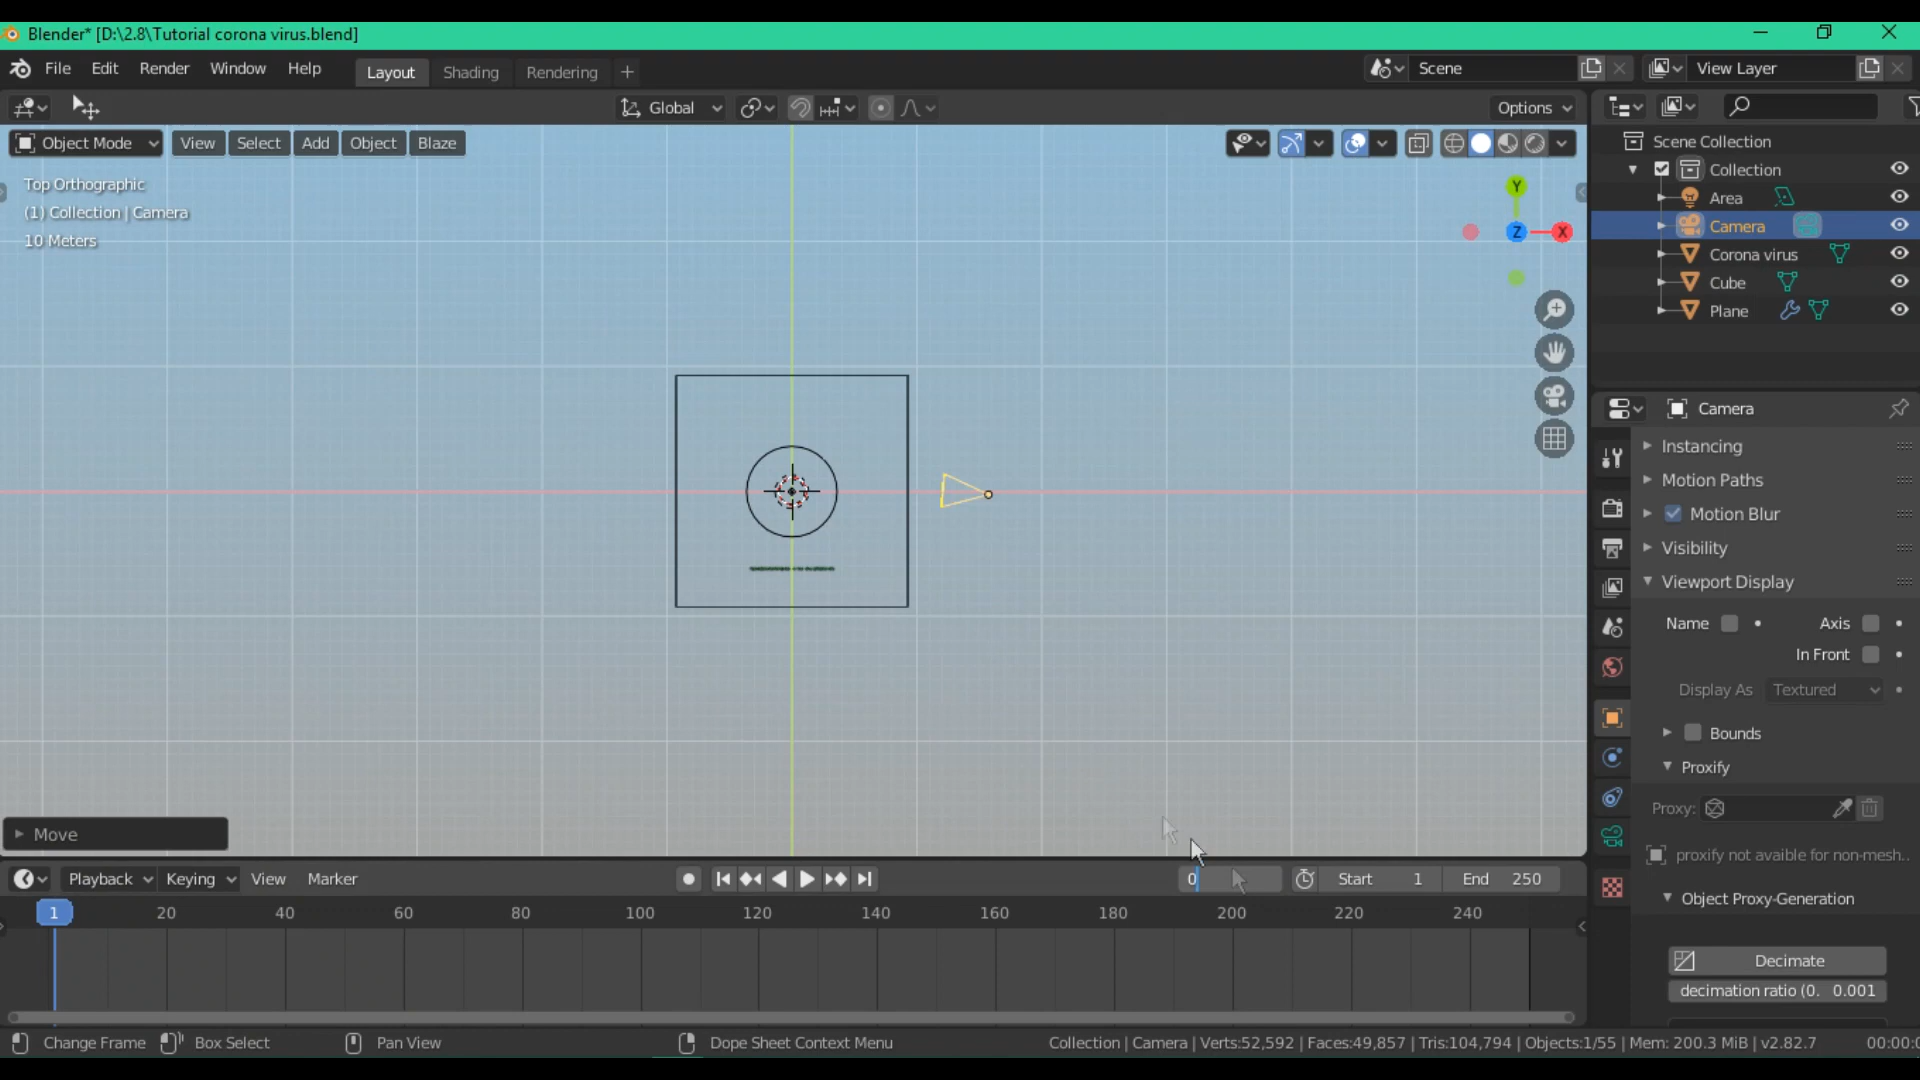 Blender* [D:\2.8\Tutorial corona virus.blend]
File Edit Render Window Help Layout Shading Rendering + Scene View Layer
Global Options
Object Mode View Select Add Object Blaze
Top Orthographic
(1) Collection | Camera
10 Meters
Y
Z X
Scene Collection
Collection
Area
Camera
Corona virus
Cube
Plane
Camera
Instancing
Motion Paths
Motion Blur
Visibility
Viewport Display
Name Axis
In Front
Display As Textured
Bounds
Proxify
Proxy:
proxify not avaible for non-mesh..
Object Proxy-Generation
Decimate
decimation ratio (0. 0.001
Move
Playback Keying View Marker 0 Start 1 End 250
1 20 40 60 80 100 120 140 160 180 200 220 240
Change Frame Box Select Pan View Dope Sheet Context Menu Collection | Camera | Verts:52,592 | Faces:49,857 | Tris:104,794 | Objects:1/55 | Mem: 200.3 MiB | v2.82.7 00:00:0